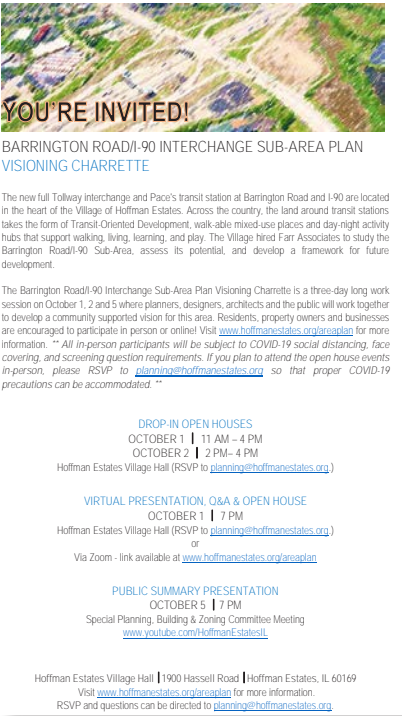 YOU'RE INVITED!
BARRINGTON ROAD/I-90 INTERCHANGE SUB-AREA PLAN
VISIONING CHARRETTE
The new full Tollway interchange and Pace's transit station at Barrington Road and I-90 are located
in the heart of the Village of Hoffman Estates. Across the country, the land around transit stations
takes the form of Transit-Oriented Development, walk-able mixed-use places and day-night activity
hubs that support walking, living, learning, and play. The Village hired Farr Associates to study the
Barrington Road/I-90 Sub-Area, assess its potential, and develop a framework for future
development.
The Barrington Road/I-90 Interchange Sub-Area Plan Visioning Charrette is a three-day long work
session on October 1, 2 and 5 where planners, designers, architects and the public will work together
to develop a community supported vision for this area. Residents, property owners and businesses
are encouraged to participate in person or online! Visit www.hoffmanestates.org/areaplan for more
information. ** All in-person participants will be subject to COVID-19 social distancing, face
covering, and screening question requirements. If you plan to attend the open house events
in-person, please RSVP to planning@hoffmanestates.org so that proper COVID-19
precautions can be accommodated. **
DROP-IN OPEN HOUSES
OCTOBER 1 | 11 AM – 4 PM
OCTOBER 2 | 2 PM– 4 PM
Hoffman Estates Village Hall (RSVP to planning@hoffmanestates.org.)
VIRTUAL PRESENTATION, Q&A & OPEN HOUSE
OCTOBER 1 | 7 PM
Hoffman Estates Village Hall (RSVP to planning@hoffmanestates.org.)
or
Via Zoom - link available at www.hoffmanestates.org/areaplan
PUBLIC SUMMARY PRESENTATION
OCTOBER 5 | 7 PM
Special Planning, Building & Zoning Committee Meeting
www.youtube.com/HoffmanEstatesIL
Hoffman Estates Village Hall | 1900 Hassell Road | Hoffman Estates, IL 60169
Visit www.hoffmanestates.org/areaplan for more information.
RSVP and questions can be directed to planning@hoffmanestates.org.